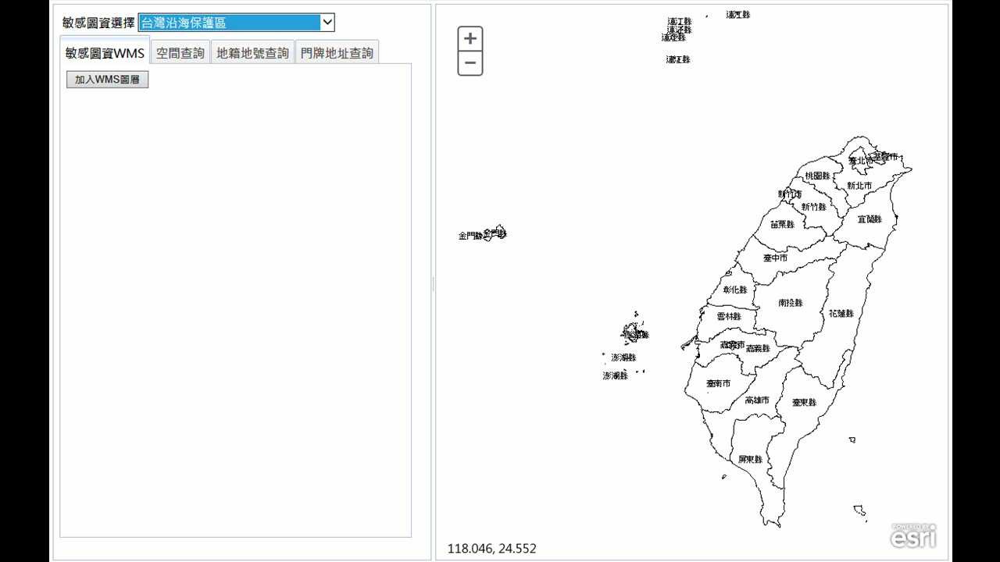 敏感圖資選擇 台灣沿海保護區
敏感圖資WMS 空間查詢 地籍地號查詢 門牌地址查詢
加入WMS圖層
+
−
連江縣
連江縣
連江縣
連江縣
連江縣
基隆市
臺北市
桃園縣
新北市
新竹市
新竹縣
宜蘭縣
苗栗縣
金門縣
金門縣
臺中市
彰化縣
南投縣
花蓮縣
雲林縣
澎湖縣
嘉義市
嘉義縣
澎湖縣
澎湖縣
臺南市
高雄市
臺東縣
屏東縣
118.046, 24.552
POWERED BY
esri